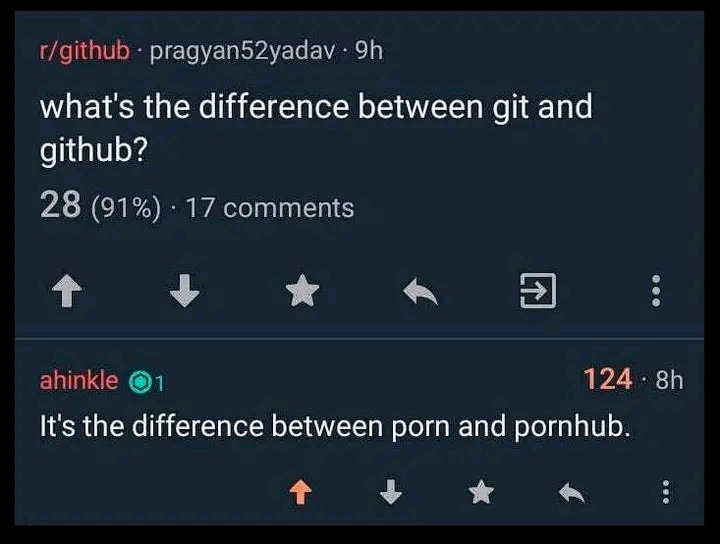 r/github · pragyan52yadav · 9h
what's the difference between git and
github?
28 (91%) · 17 comments
ahinkle 1 124 · 8h
It's the difference between porn and pornhub.